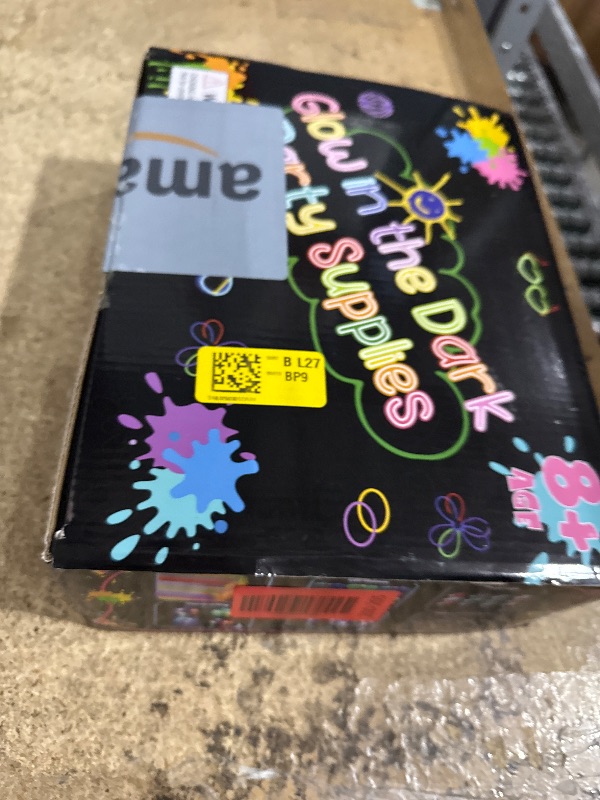 Glow in the Dark
Party Supplies
ama
B L27
BP9
8+
AGE